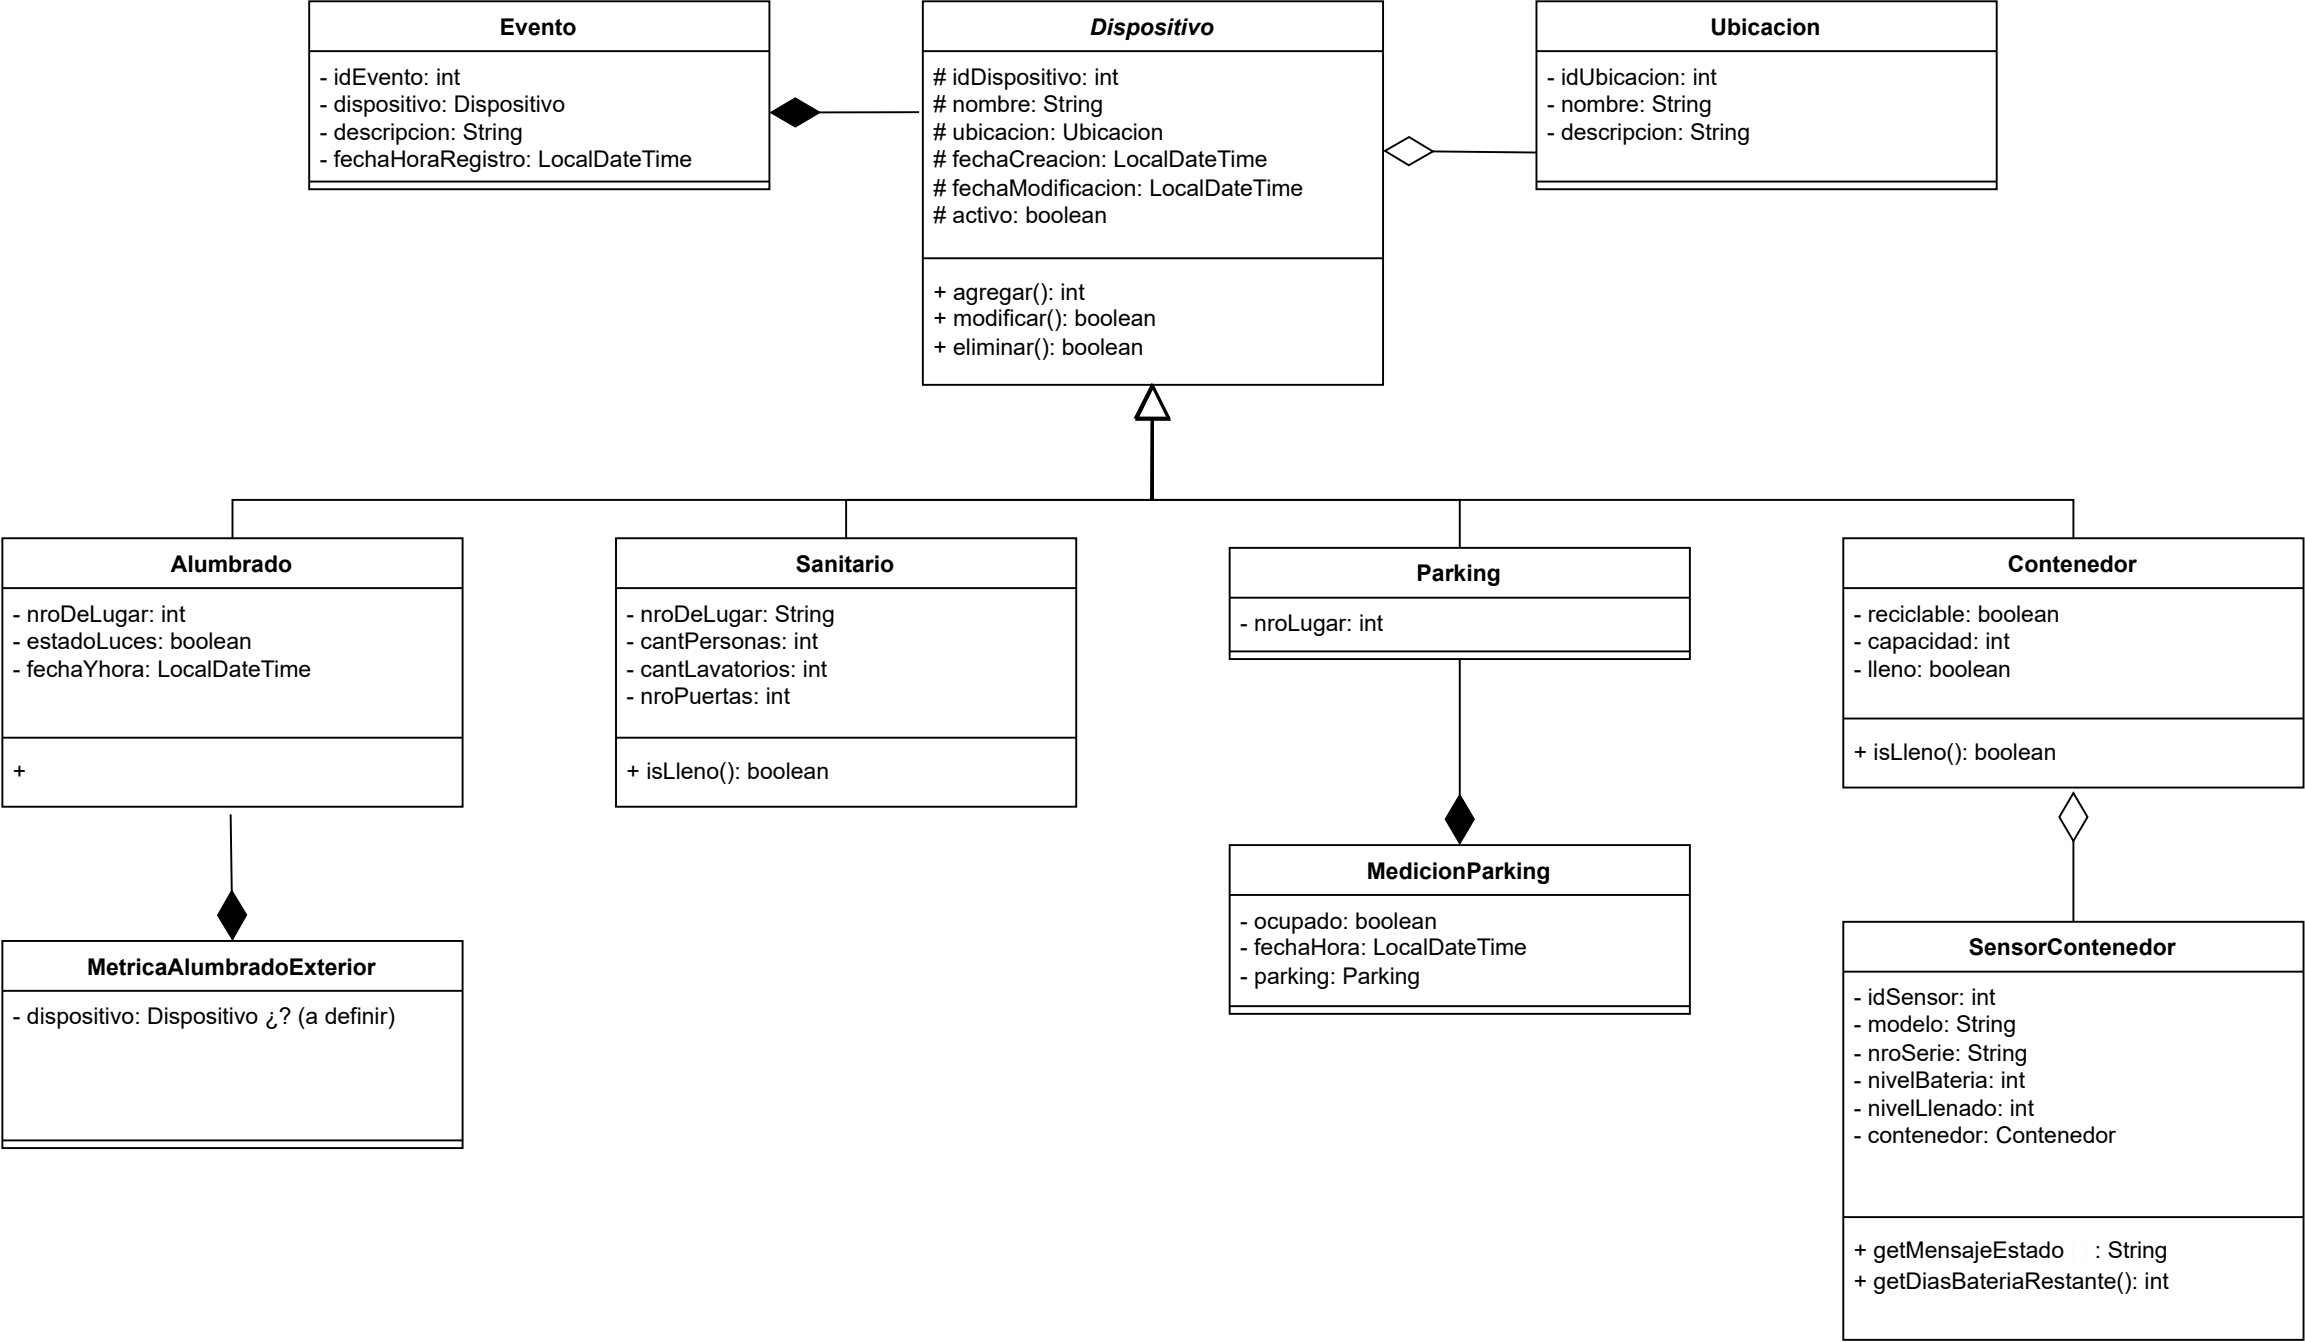 Evento
- idEvento: int
- dispositivo: Dispositivo
- descripcion: String
- fechaHoraRegistro: LocalDateTime
Dispositivo
# idDispositivo: int
# nombre: String
# ubicacion: Ubicacion
# fechaCreacion: LocalDateTime
# fechaModificacion: LocalDateTime
# activo: boolean
+ agregar(): int
+ modificar(): boolean
+ eliminar(): boolean
Ubicacion
- idUbicacion: int
- nombre: String
- descripcion: String
Alumbrado
- nroDeLugar: int
- estadoLuces: boolean
- fechaYhora: LocalDateTime
+
Sanitario
- nroDeLugar: String
- cantPersonas: int
- cantLavatorios: int
- nroPuertas: int
+ isLleno(): boolean
Parking
- nroLugar: int
Contenedor
- reciclable: boolean
- capacidad: int
- lleno: boolean
+ isLleno(): boolean
MetricaAlumbradoExterior
- dispositivo: Dispositivo ¿? (a definir)
MedicionParking
- ocupado: boolean
- fechaHora: LocalDateTime
- parking: Parking
SensorContenedor
- idSensor: int
- modelo: String
- nroSerie: String
- nivelBateria: int
- nivelLlenado: int
- contenedor: Contenedor
+ getMensajeEstado : String
+ getDiasBateriaRestante(): int